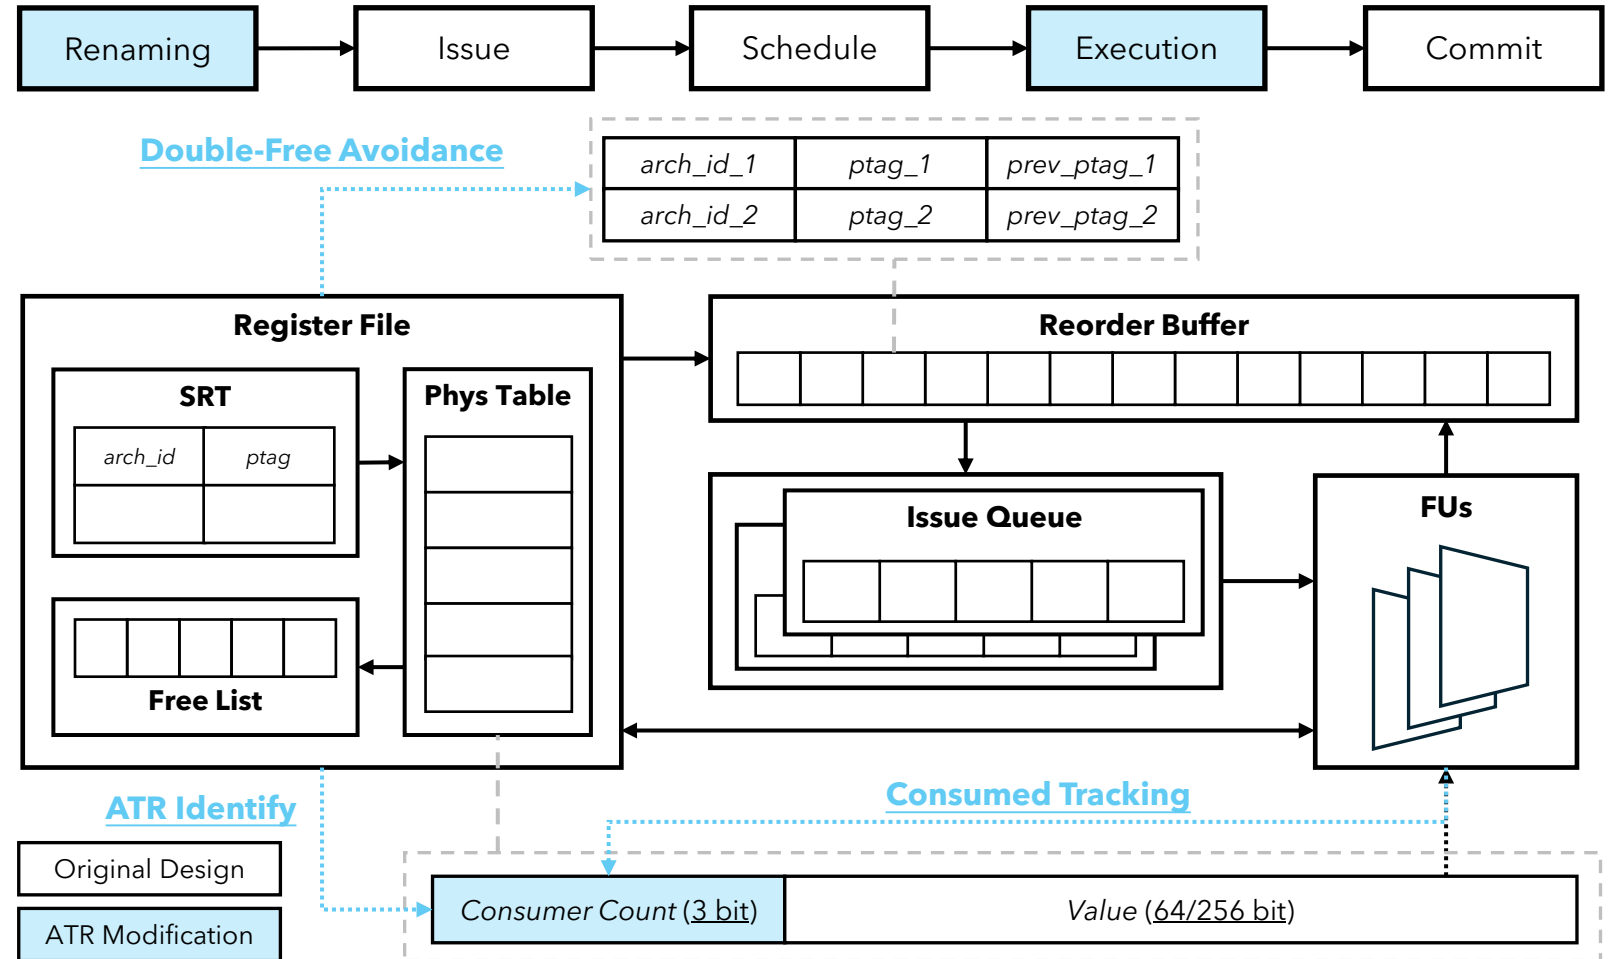 Renaming
Issue
Schedule
Execution
Commit
Double-Free Avoidance
arch_id_1 ptag_1 prev_ptag_1
arch_id_2 ptag_2 prev_ptag_2
Register File
SRT
arch_id ptag
Phys Table
Free List
Reorder Buffer
Issue Queue
FUs
ATR Identify
Consumed Tracking
Original Design
ATR Modification
Consumer Count (3 bit)
Value (64/256 bit)